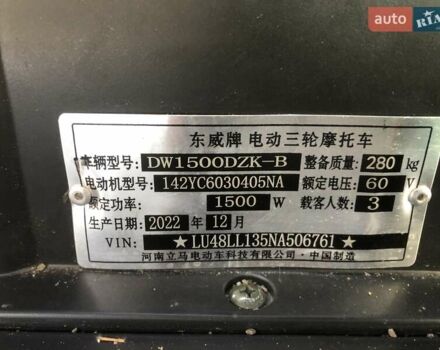 auto.RIA
东威牌 电动三轮摩托车
车辆型号: DW1500DZK-B 整备质量: 280 kg
电动机型号: 142YC6030405NA 额定电压: 60 V
额定功率: 1500 W 载客人数: 3
生产日期: 2022 年 12 月
VIN: ★ LU48LL135NA506761 ★
河南立马电动车科技有限公司·中国制造